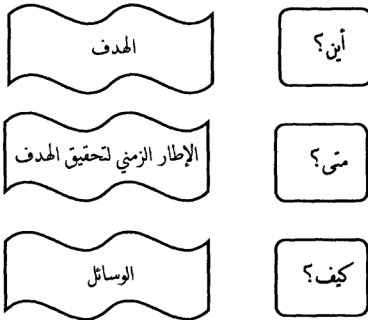 أين؟
الهدف
متى؟
الإطار الزمني لتحقيق الهدف
كيف؟
الوسائل